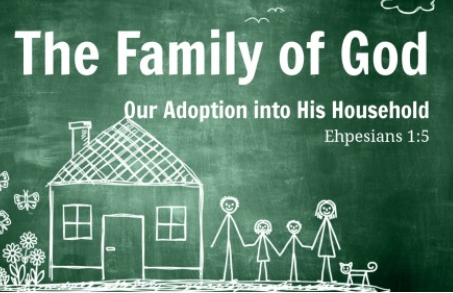 The Family of God
Our Adoption into His Household
Ehpesians 1:5